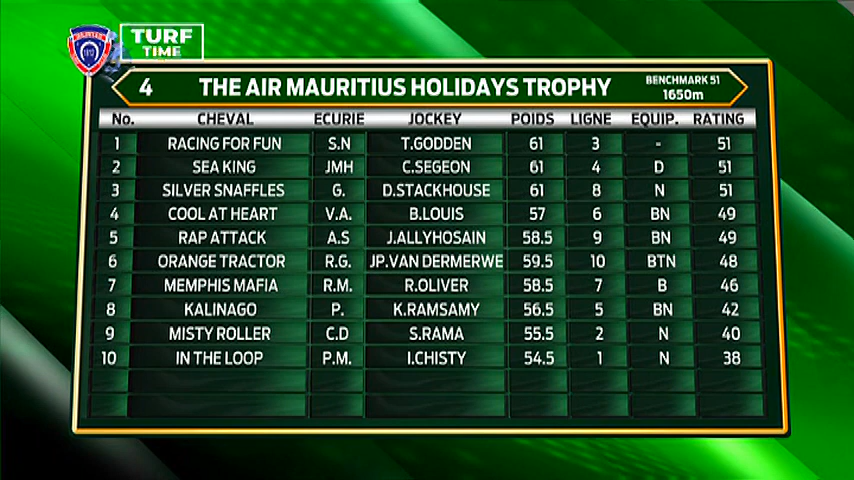 TURF
TIME
4 THE AIR MAURITIUS HOLIDAYS TROPHY BENCHMARK 51
1650m
No. CHEVAL ECURIE JOCKEY POIDS LIGNE EQUIP. RATING
1 RACING FOR FUN S.N T.GODDEN 61 3 - 51
2 SEA KING JMH C.SEGEON 61 4 D 51
3 SILVER SNAFFLES G. D.STACKHOUSE 61 8 N 51
4 COOL AT HEART V.A. B.LOUIS 57 6 BN 49
5 RAP ATTACK A.S J.ALLYHOSAIN 58.5 9 BN 49
6 ORANGE TRACTOR R.G. JP.VAN DERMERWE 59.5 10 BTN 48
7 MEMPHIS MAFIA R.M. R.OLIVER 58.5 7 B 46
8 KALINAGO P. K.RAMSAMY 56.5 5 BN 42
9 MISTY ROLLER C.D S.RAMA 55.5 2 N 40
10 IN THE LOOP P.M. I.CHISTY 54.5 1 N 38